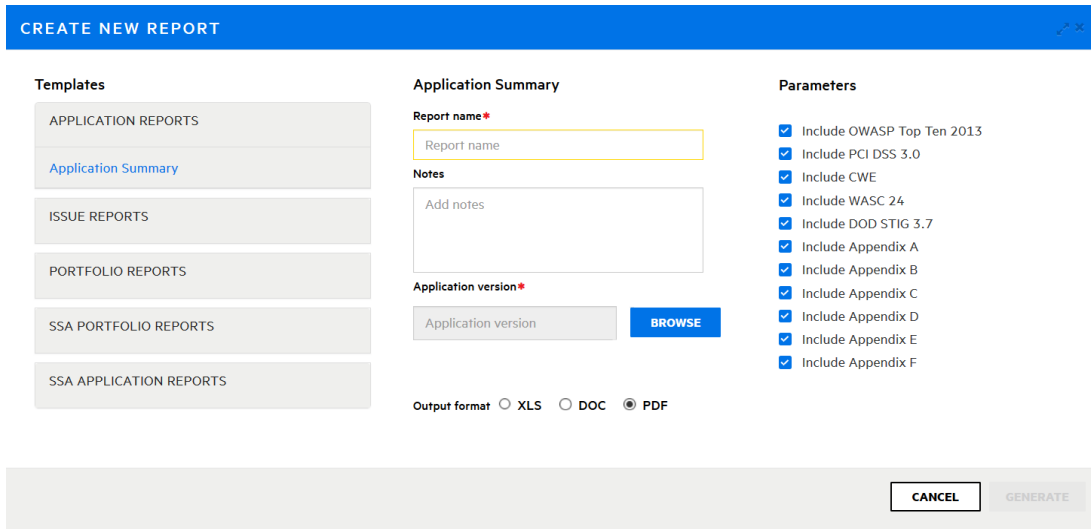 CREATE NEW REPORT
Templates
APPLICATION REPORTS
Application Summary
ISSUE REPORTS
PORTFOLIO REPORTS
SSA PORTFOLIO REPORTS
SSA APPLICATION REPORTS
Application Summary
Report name*
Report name
Notes
Add notes
Application version*
Application version
BROWSE
Output format XLS DOC PDF
Parameters
Include OWASP Top Ten 2013
Include PCI DSS 3.0
Include CWE
Include WASC 24
Include DOD STIG 3.7
Include Appendix A
Include Appendix B
Include Appendix C
Include Appendix D
Include Appendix E
Include Appendix F
CANCEL
GENERATE